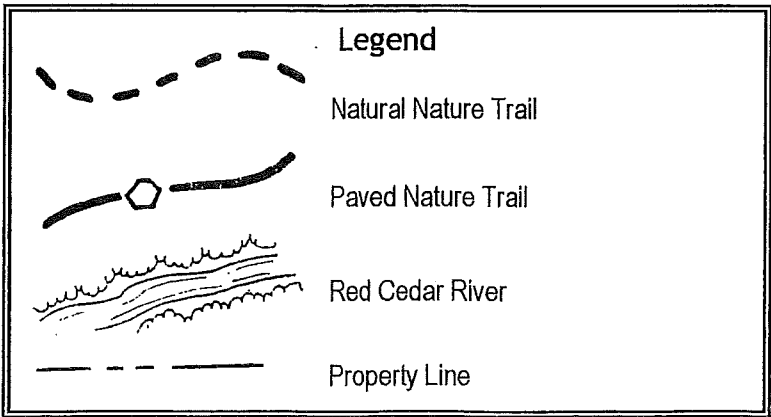 Legend
Natural Nature Trail
Paved Nature Trail
Red Cedar River
Property Line